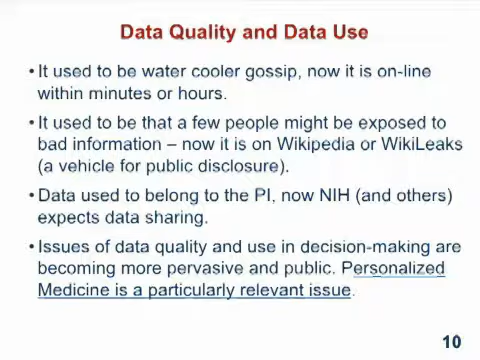 Data Quality and Data Use
• It used to be water cooler gossip, now it is on-line
within minutes or hours.
• It used to be that a few people might be exposed to
bad information – now it is on Wikipedia or WikiLeaks
(a vehicle for public disclosure).
• Data used to belong to the PI, now NIH (and others)
expects data sharing.
• Issues of data quality and use in decision-making are
becoming more pervasive and public. Personalized
Medicine is a particularly relevant issue.
10